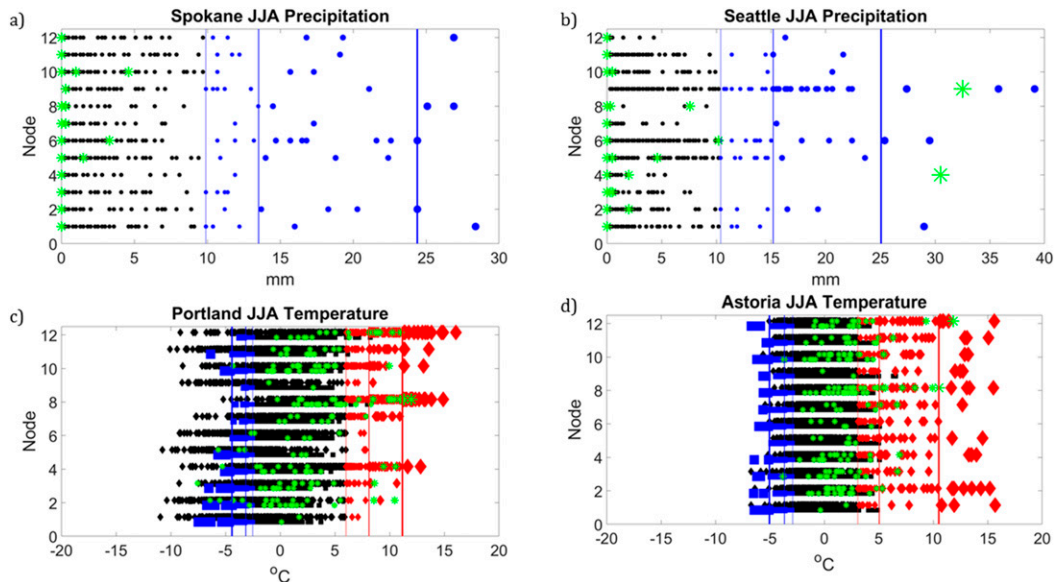 a)
Spokane JJA Precipitation
12
10
8
6
4
2
0
Node
0 5 10 15 20 25 30
mm
b)
Seattle JJA Precipitation
12
10
8
6
4
2
0
Node
0 5 10 15 20 25 30 35 40
mm
c)
Portland JJA Temperature
12
10
8
6
4
2
0
Node
-20 -15 -10 -5 0 5 10 15 20
°C
d)
Astoria JJA Temperature
12
10
8
6
4
2
0
Node
-20 -15 -10 -5 0 5 10 15 20
°C